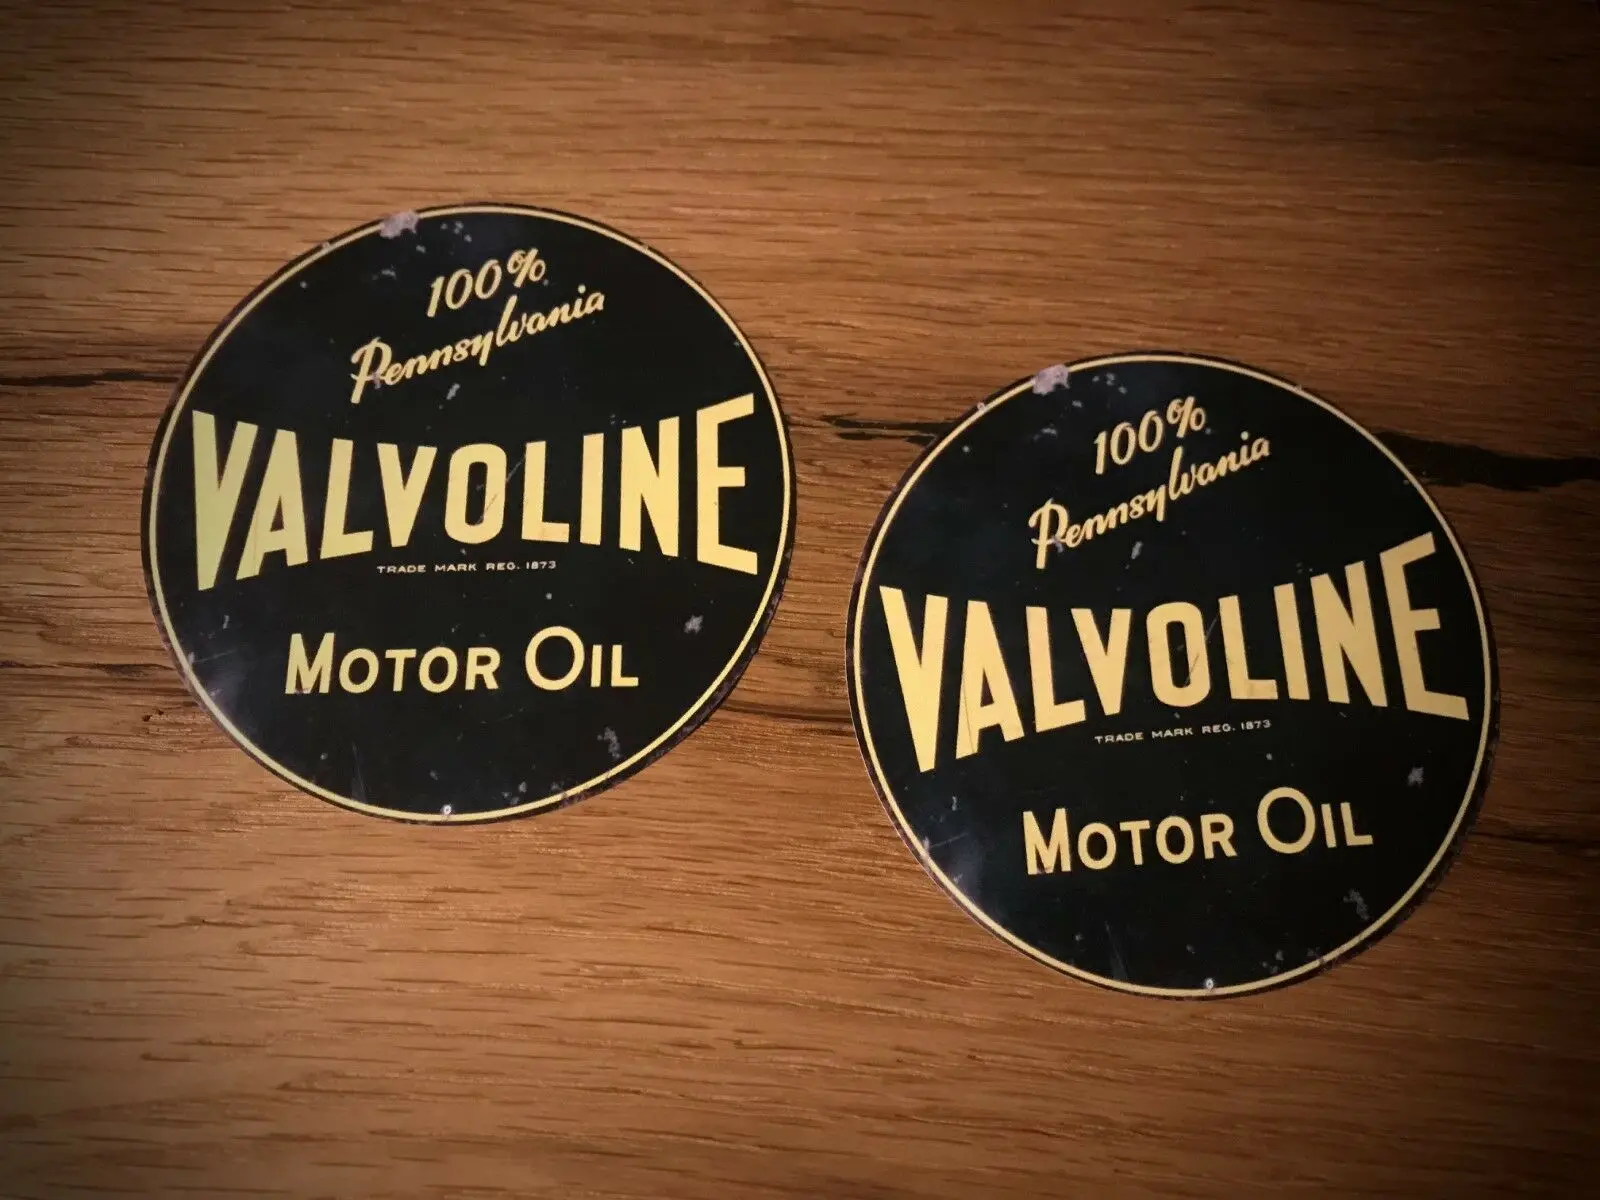 100%
Pennsylvania
VALVOLINE
TRADE MARK REG. 1873
MOTOR OIL
100%
Pennsylvania
VALVOLINE
TRADE MARK REG. 1873
MOTOR OIL